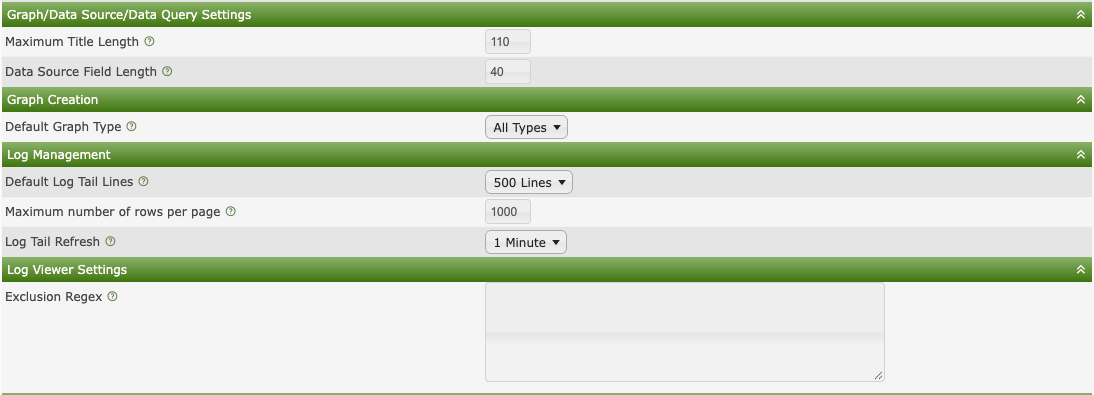 Graph/Data Source/Data Query Settings
Maximum Title Length 110
Data Source Field Length 40
Graph Creation
Default Graph Type All Types
Log Management
Default Log Tail Lines 500 Lines
Maximum number of rows per page 1000
Log Tail Refresh 1 Minute
Log Viewer Settings
Exclusion Regex